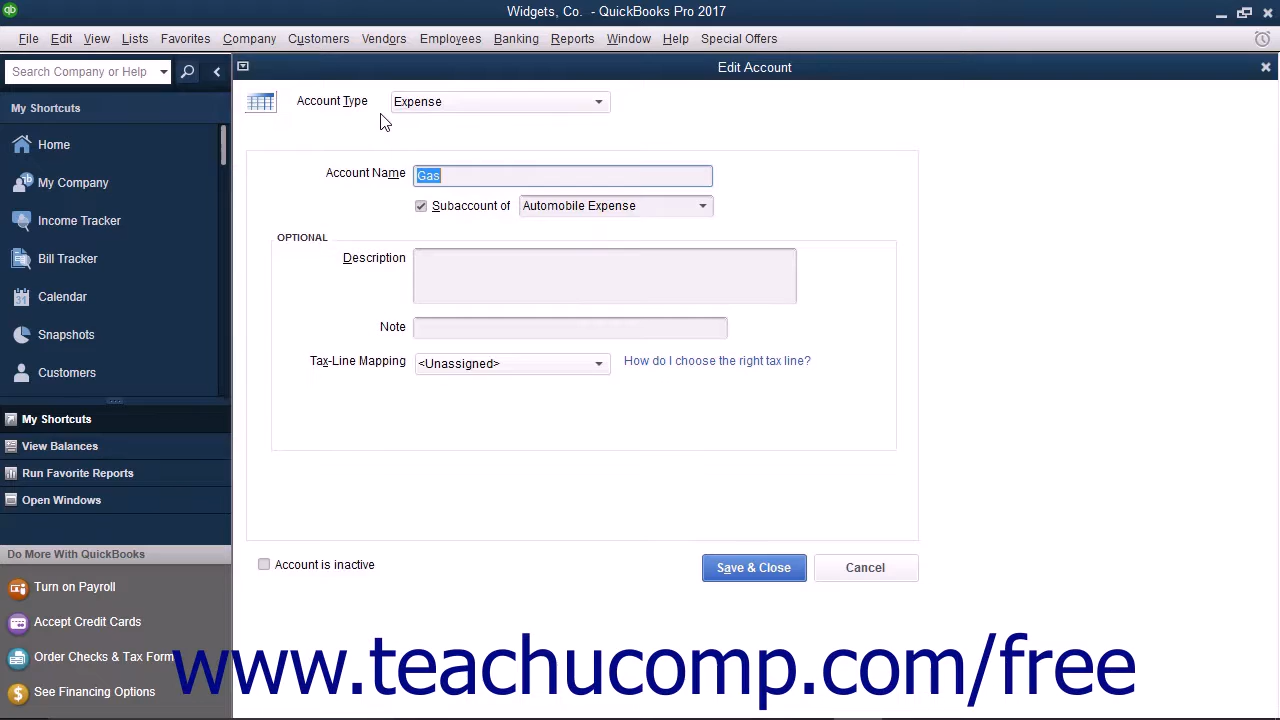 Widgets, Co. - QuickBooks Pro 2017
File Edit View Lists Favorites Company Customers Vendors Employees Banking Reports Window Help Special Offers
Search Company or Help
Edit Account
My Shortcuts
Account Type Expense
Home
My Company
Income Tracker
Bill Tracker
31 Calendar
Snapshots
Customers
Account Name Gas
Subaccount of Automobile Expense
OPTIONAL
Description
Note
Tax-Line Mapping <Unassigned> How do I choose the right tax line?
My Shortcuts
View Balances
Run Favorite Reports
Open Windows
Do More With QuickBooks
Turn on Payroll
Accept Credit Cards
Order Checks & Tax Form
$ See Financing Options
Account is inactive
Save & Close Cancel
www.teachucomp.com/free